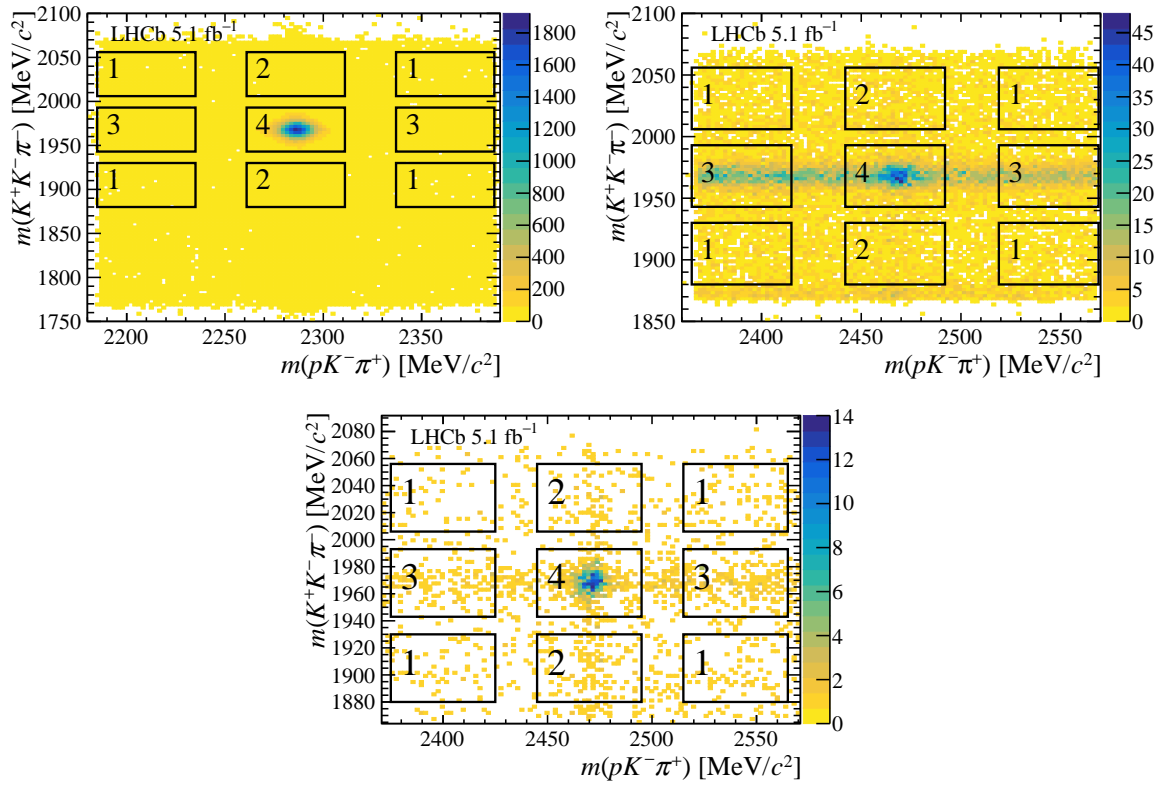 m(K⁺K⁻π⁻) [MeV/c²]
2100
2050
2000
1950
1900
1850
1800
1750
LHCb 5.1 fb⁻¹
1 2 1
3 4 3
1 2 1
2200 2250 2300 2350
m(pK⁻π⁺) [MeV/c²]
1800
1600
1400
1200
1000
800
600
400
200
0
m(K⁺K⁻π⁻) [MeV/c²]
2100
2050
2000
1950
1900
1850
LHCb 5.1 fb⁻¹
1 2 1
3 4 3
1 2 1
2400 2450 2500 2550
m(pK⁻π⁺) [MeV/c²]
45
40
35
30
25
20
15
10
5
0
m(K⁺K⁻π⁻) [MeV/c²]
2080
2060
2040
2020
2000
1980
1960
1940
1920
1900
1880
LHCb 5.1 fb⁻¹
1 2 1
3 4 3
1 2 1
2400 2450 2500 2550
m(pK⁻π⁺) [MeV/c²]
14
12
10
8
6
4
2
0